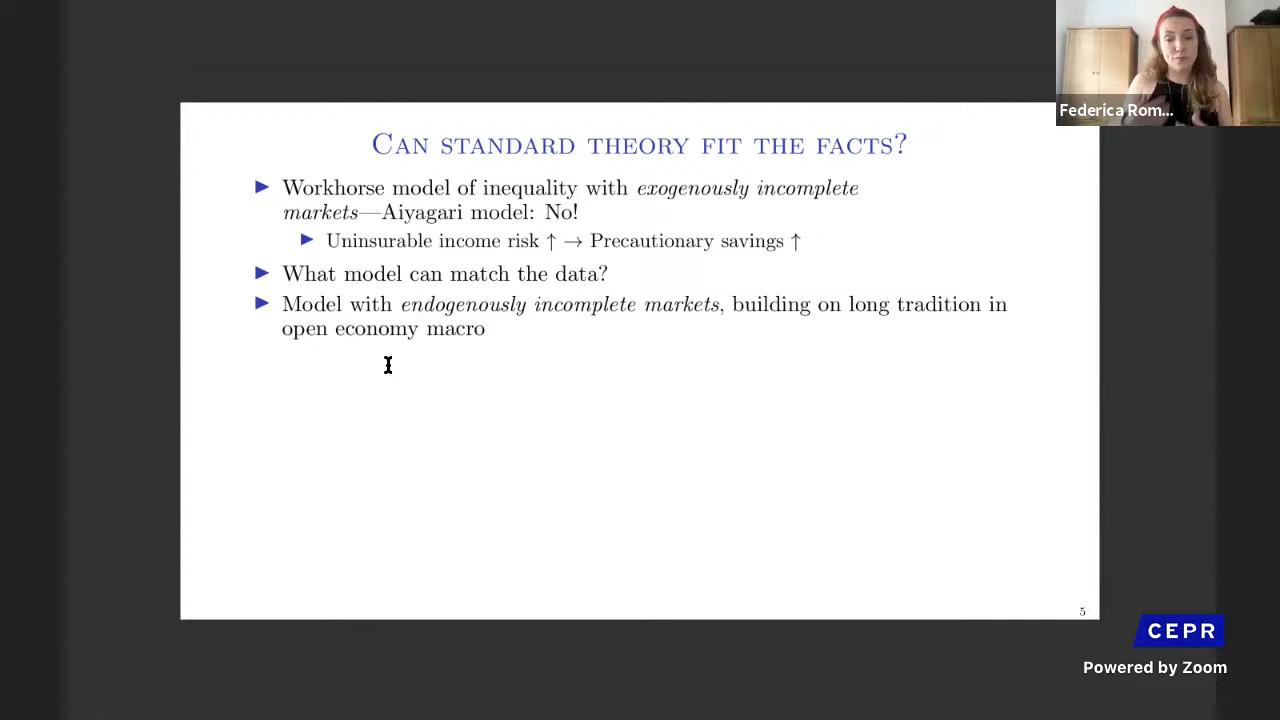 Federica Rom...
CAN STANDARD THEORY FIT THE FACTS?
▶ Workhorse model of inequality with exogenously incomplete
markets—Aiyagari model: No!
▶ Uninsurable income risk ↑ → Precautionary savings ↑
▶ What model can match the data?
▶ Model with endogenously incomplete markets, building on long tradition in
open economy macro
5
CEPR
Powered by Zoom